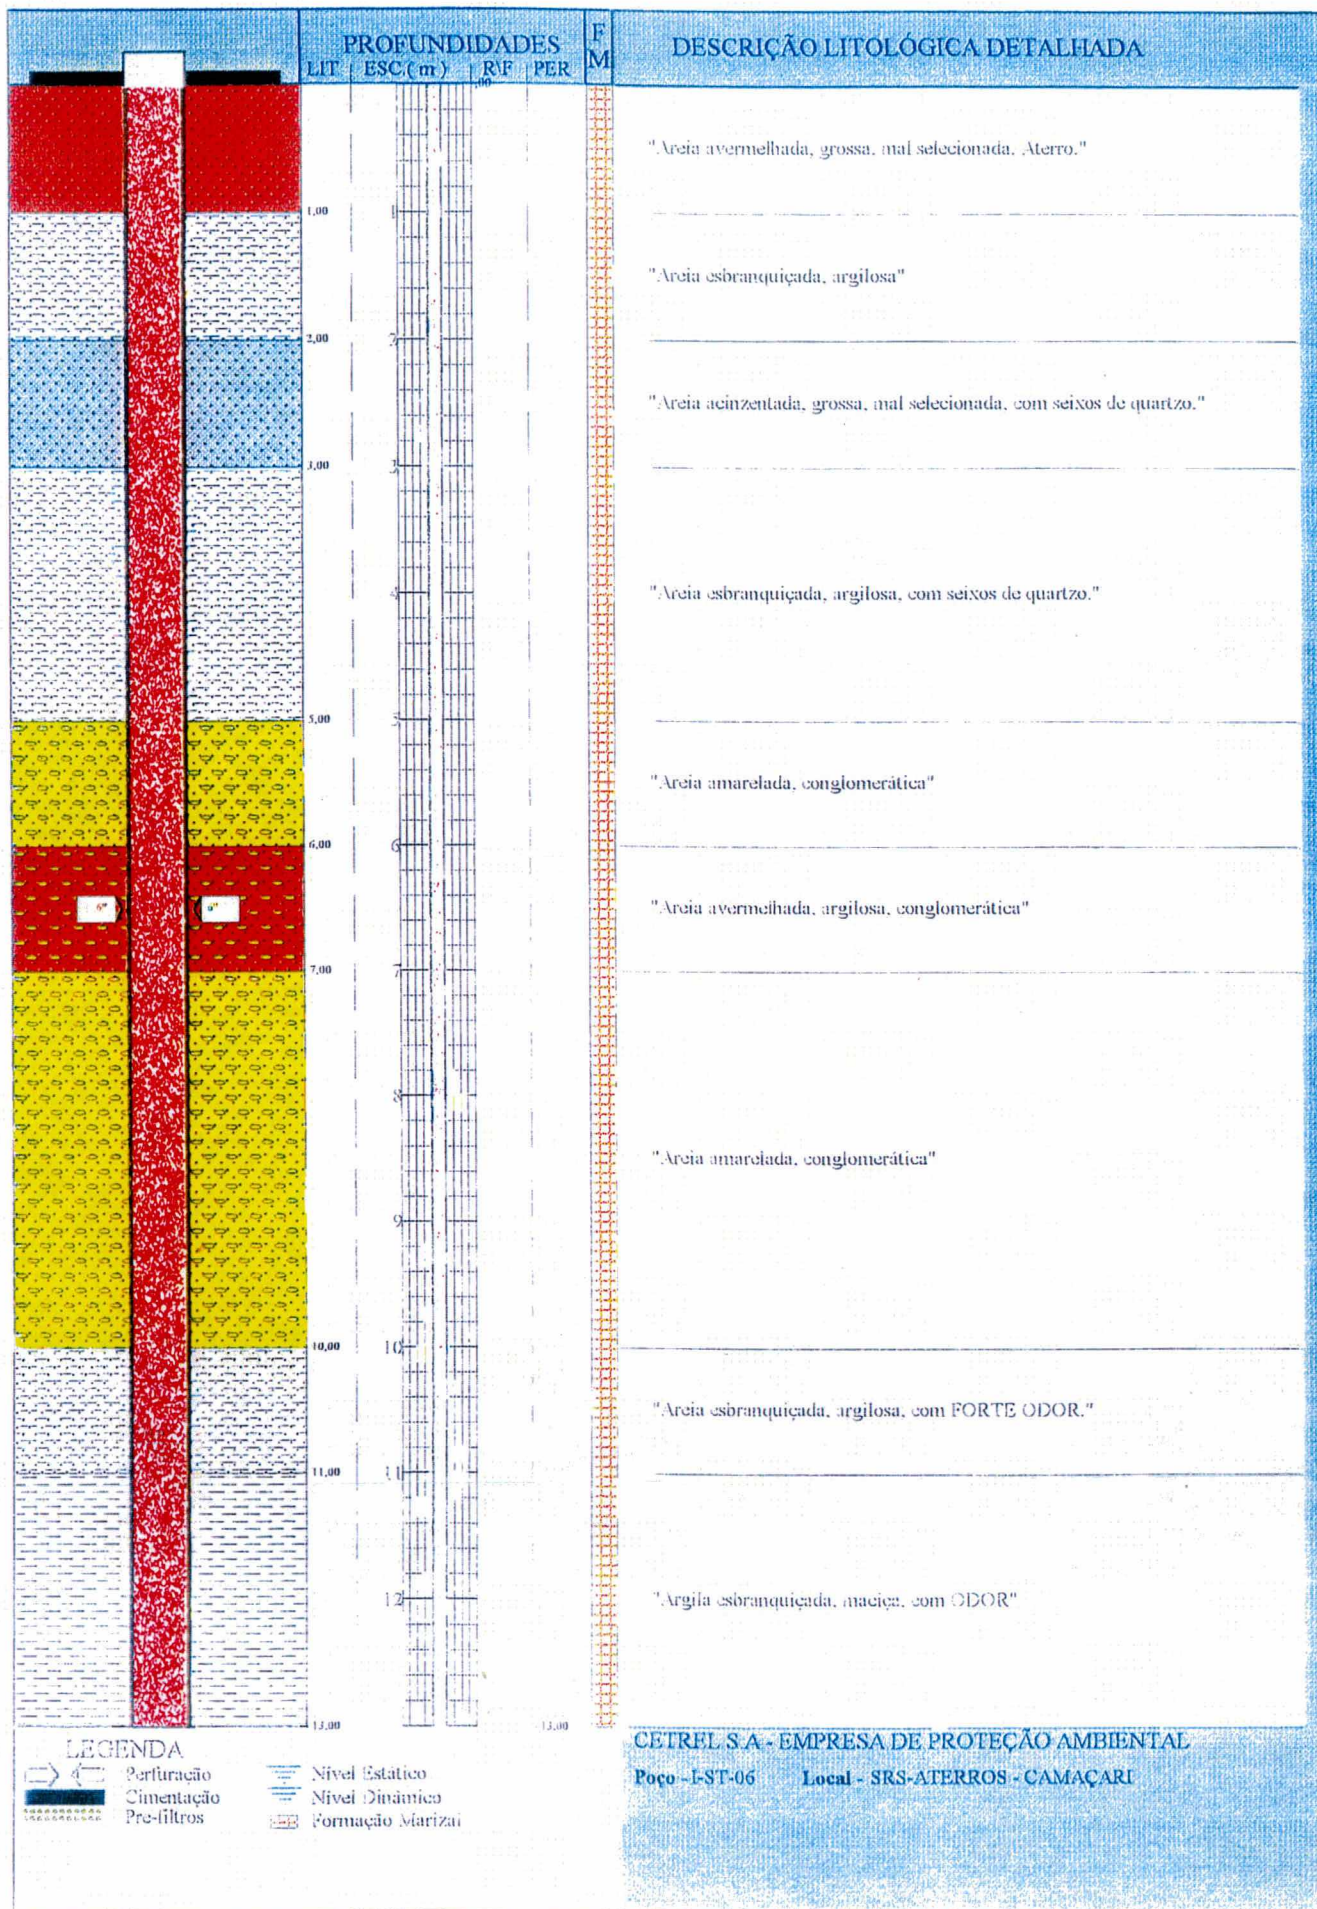 PROFUNDIDADES
LIT ESC.( m ) R\F PER
F
M
DESCRIÇÃO LITOLÓGICA DETALHADA
,00
"Areia avermelhada, grossa, mal selecionada, Aterro."
1,00 1
"Areia esbranquiçada, argilosa"
2,00 2
"Areia acinzentada, grossa, mal selecionada, com seixos de quartzo."
3,00 3
4
"Areia esbranquiçada, argilosa, com seixos de quartzo."
5,00 5
"Areia amarelada, conglomerática"
6,00 6
6"
"Areia avermelhada, argilosa, conglomerática"
7,00 7
8
"Areia amarelada, conglomerática"
9
10,00 10
"Areia esbranquiçada, argilosa, com FORTE ODOR."
11,00 11
12
"Argila esbranquiçada, maciça, com ODOR"
13,00 13,00
LEGENDA
Perfuração
Cimentação
Pre-filtros
Nível Estático
Nível Dinâmico
Formação Marizal
CETREL S.A - EMPRESA DE PROTEÇÃO AMBIENTAL
Poço -I-ST-06 Local - SRS-ATERROS - CAMAÇARI